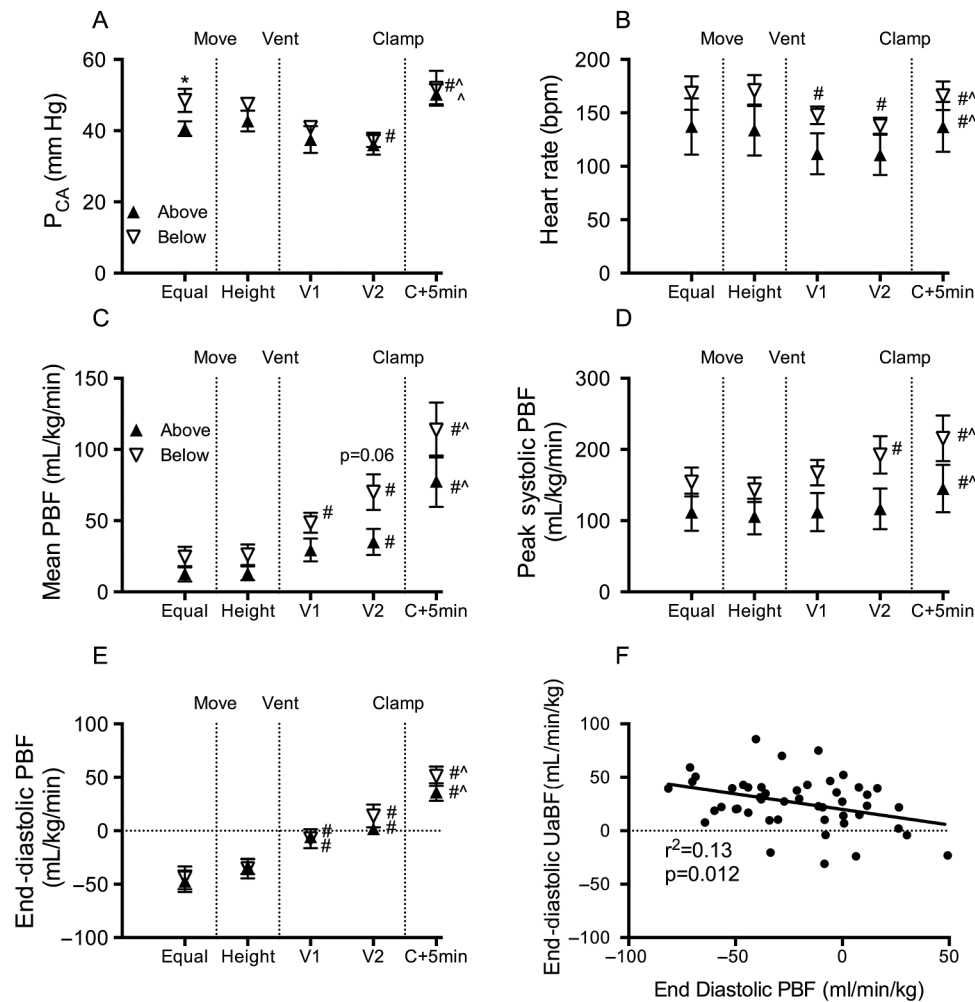 A
Move Vent Clamp
60
40
20
0
P_CA (mm Hg)
*
#
#^
^
Above
Below
Equal Height V1 V2 C+5min
B
Move Vent Clamp
200
150
100
50
0
Heart rate (bpm)
#
#
#^
#^
Equal Height V1 V2 C+5min
C
Move Vent Clamp
150
100
50
0
Mean PBF (mL/kg/min)
Above
Below
p=0.06
#
#
#
#^
#^
Equal Height V1 V2 C+5min
D
Move Vent Clamp
300
200
100
0
Peak systolic PBF
(mL/kg/min)
#
#^
#^
Equal Height V1 V2 C+5min
E
Move Vent Clamp
100
50
0
−50
−100
End-diastolic PBF
(mL/kg/min)
#
#
#
#
#^
#^
Equal Height V1 V2 C+5min
F
100
50
0
−50
−100
End-diastolic UaBF(mL/min/kg)
r²=0.13
p=0.012
−100 −50 0 50
End Diastolic PBF (ml/min/kg)